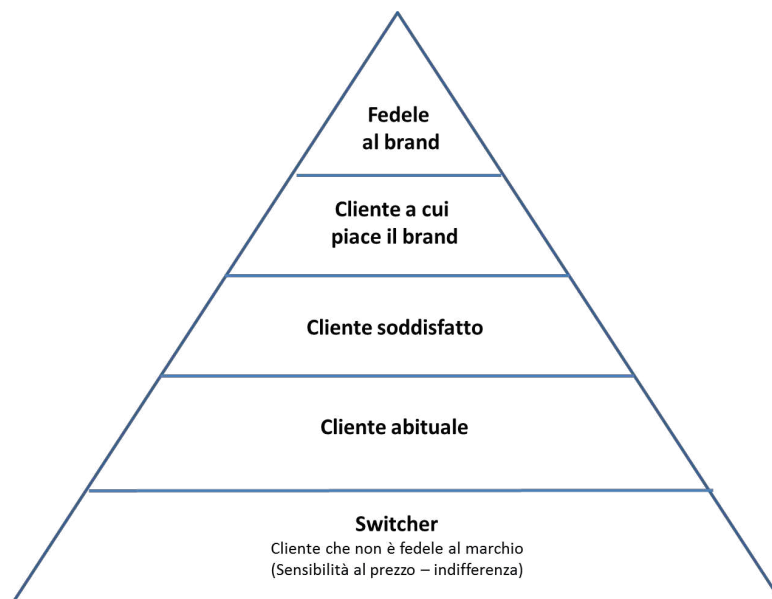 Fedele
al brand
Cliente a cui
piace il brand
Cliente soddisfatto
Cliente abituale
Switcher
Cliente che non è fedele al marchio
(Sensibilità al prezzo – indifferenza)